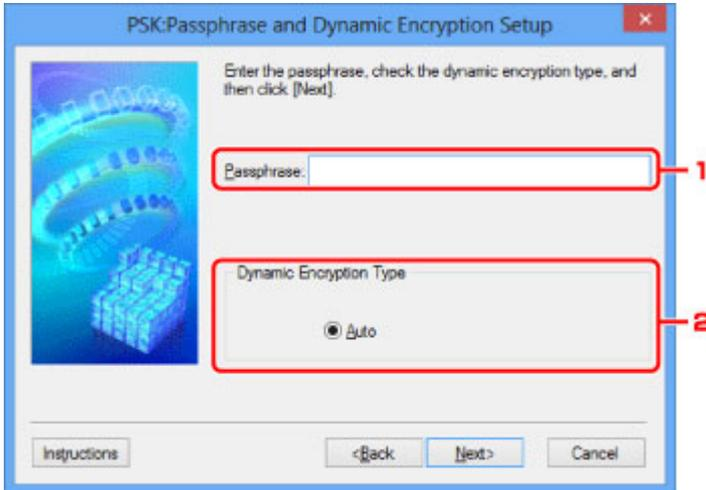 PSK:Passphrase and Dynamic Encryption Setup
Enter the passphrase, check the dynamic encryption type, and
then click [Next].
Passphrase:
1
Dynamic Encryption Type
Auto
2
Instructions
<Back
Next>
Cancel